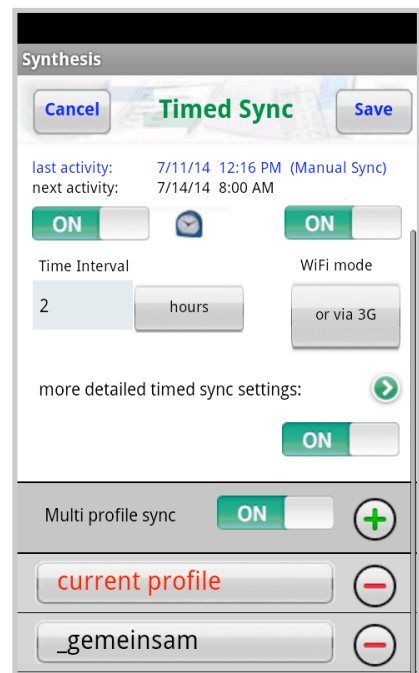 Synthesis
Cancel Timed Sync Save
last activity: 7/11/14 12:16 PM (Manual Sync)
next activity: 7/14/14 8:00 AM
ON ON
Time Interval WiFi mode
2 hours or via 3G
more detailed timed sync settings:
ON
Multi profile sync ON
current profile
_gemeinsam